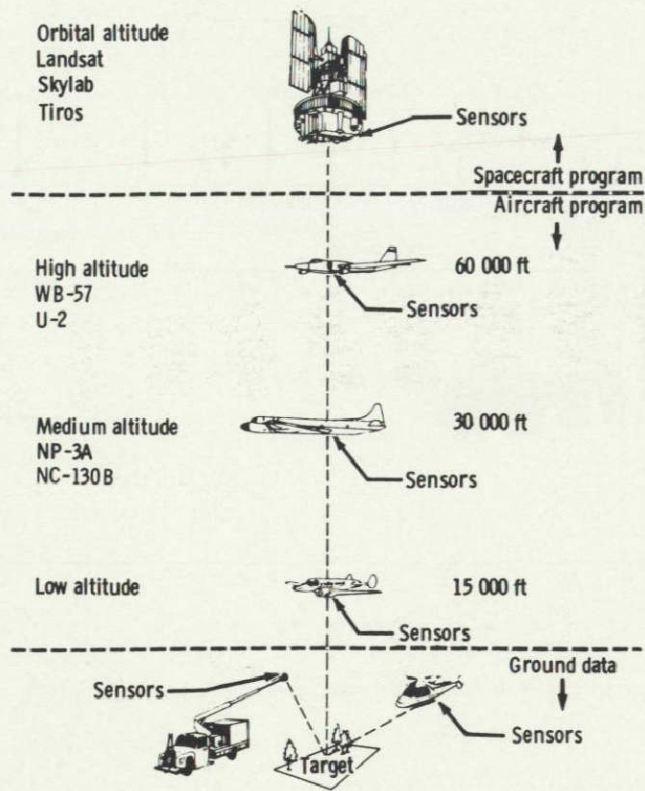 Orbital altitude
Landsat
Skylab
Tiros
Sensors
Spacecraft program
Aircraft program
High altitude
WB-57
U-2
60 000 ft
Sensors
Medium altitude
NP-3A
NC-130B
30 000 ft
Sensors
Low altitude
15 000 ft
Sensors
Ground data
Sensors
Sensors
Target